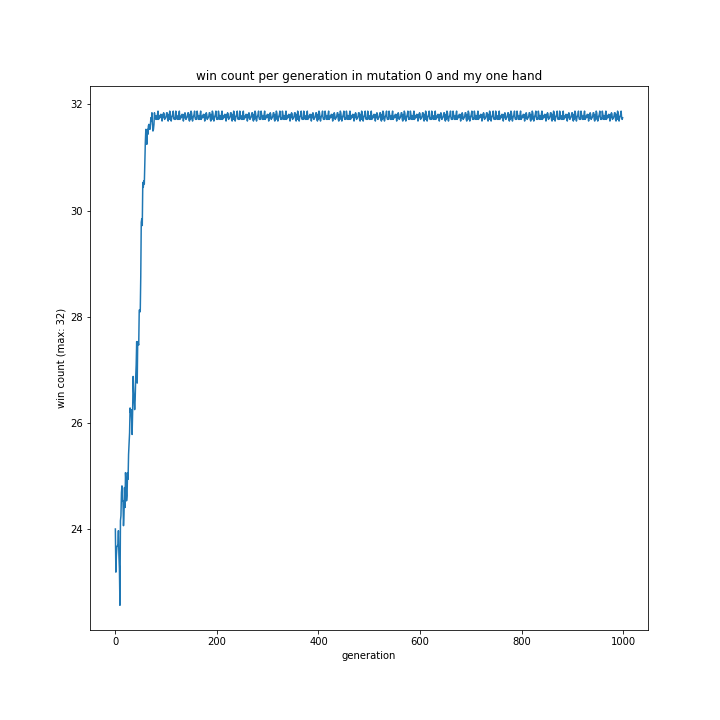 win count per generation in mutation 0 and my one hand
32
30
28
26
24
win count (max: 32)
0 200 400 600 800 1000
generation